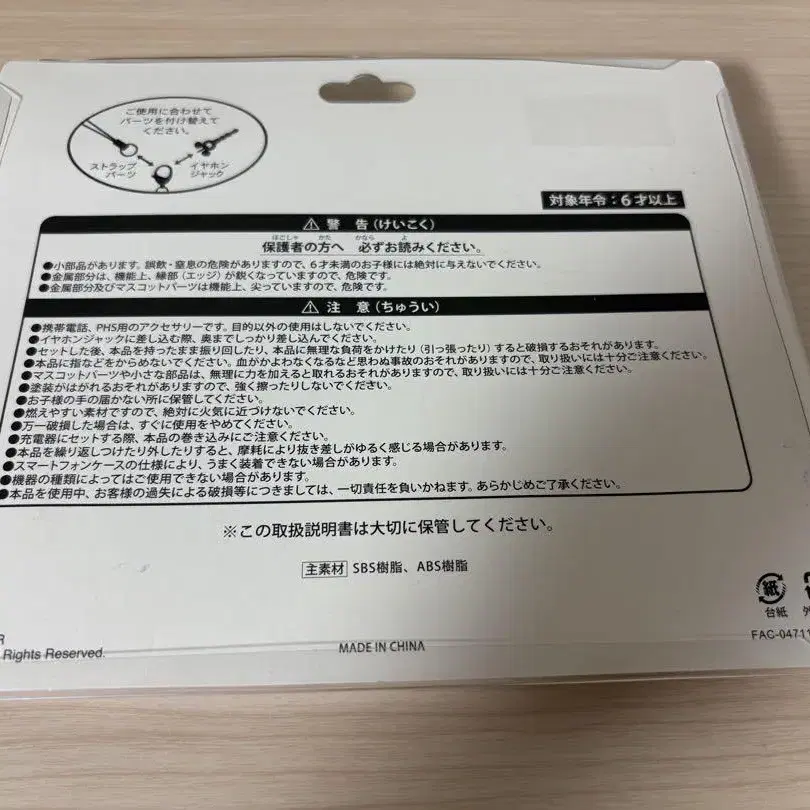 ご使用に合わせて
パーツを付け替えて
ください。
ストラップ
パーツ
イヤホン
ジャック
対象年令:6才以上
⚠ 警 告(けいこく)
保護者の方へ 必ずお読みください。
ほごしゃ かた かなら よ
●小部品があります。誤飲・窒息の危険がありますので、6才未満のお子様には絶対に与えないでください。
●金属部分は、機能上、縁部(エッジ)が鋭くなっていますので、危険です。
●金属部分及びマスコットパーツは機能上、尖っていますので、危険です。
⚠ 注 意(ちゅうい)
●携帯電話、PHS用のアクセサリーです。目的以外の使用はしないでください。
●イヤホンジャックに差し込む際、奥までしっかり差し込んでください。
●セットした後、本品を持ったまま振り回したり、本品に無理な負荷をかけたり(引っ張ったり)すると破損するおそれがあります。
●本品に指などをからめないでください。血がかよわなくなるなど思わぬ事故のおそれがありますので、取り扱いには十分ご注意ください。
●マスコットパーツや小さな部品は、無理に力を加えると取れるおそれがありますので、取り扱いには十分ご注意ください。
●塗装がはがれるおそれがありますので、強く擦ったりしないでください。
●お子様の手の届かない所に保管してください。
●燃えやすい素材ですので、絶対に火気に近づけないでください。
●万一破損した場合は、すぐに使用をやめてください。
●充電器にセットする際、本品の巻き込みにご注意ください。
●本品を繰り返しつけたり外したりすると、摩耗により抜き差しがゆるく感じる場合があります。
●スマートフォンケースの仕様により、うまく装着できない場合があります。
●機器の種類によってはご使用できない場合があります。
●本品を使用中、お客様の過失による破損等につきましては、一切責任を負いかねます。あらかじめご了承ください。
※この取扱説明書は大切に保管してください。
主素材 SBS樹脂、ABS樹脂
紙
台紙
R
Rights Reserved.
MADE IN CHINA
FAC-04711